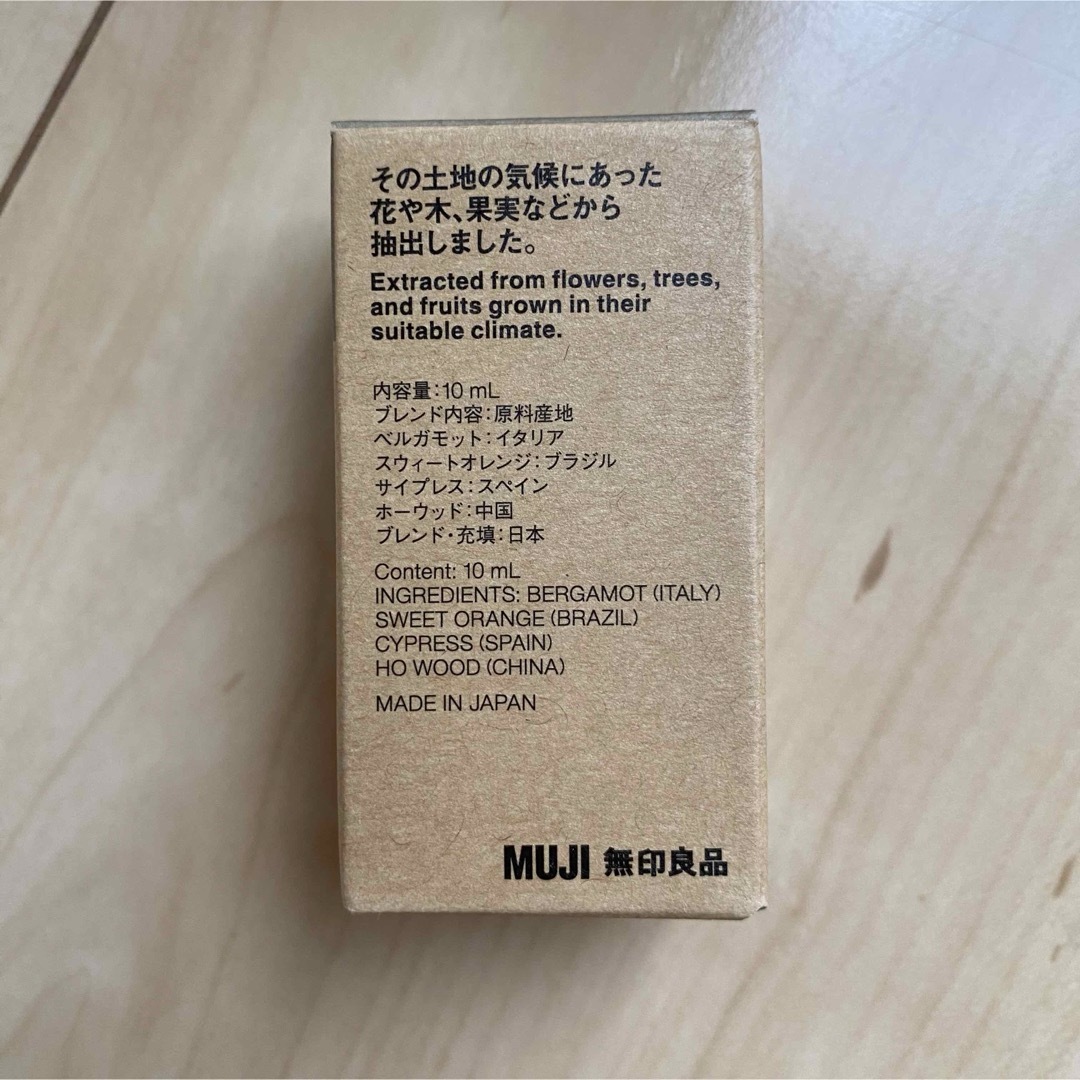 その土地の気候にあった
花や木、果実などから
抽出しました。
Extracted from flowers, trees,
and fruits grown in their
suitable climate.
内容量:10 mL
ブレンド内容:原料産地
ベルガモット:イタリア
スウィートオレンジ:ブラジル
サイプレス:スペイン
ホーウッド:中国
ブレンド・充填:日本
Content: 10 mL
INGREDIENTS: BERGAMOT (ITALY)
SWEET ORANGE (BRAZIL)
CYPRESS (SPAIN)
HO WOOD (CHINA)
MADE IN JAPAN
MUJI 無印良品